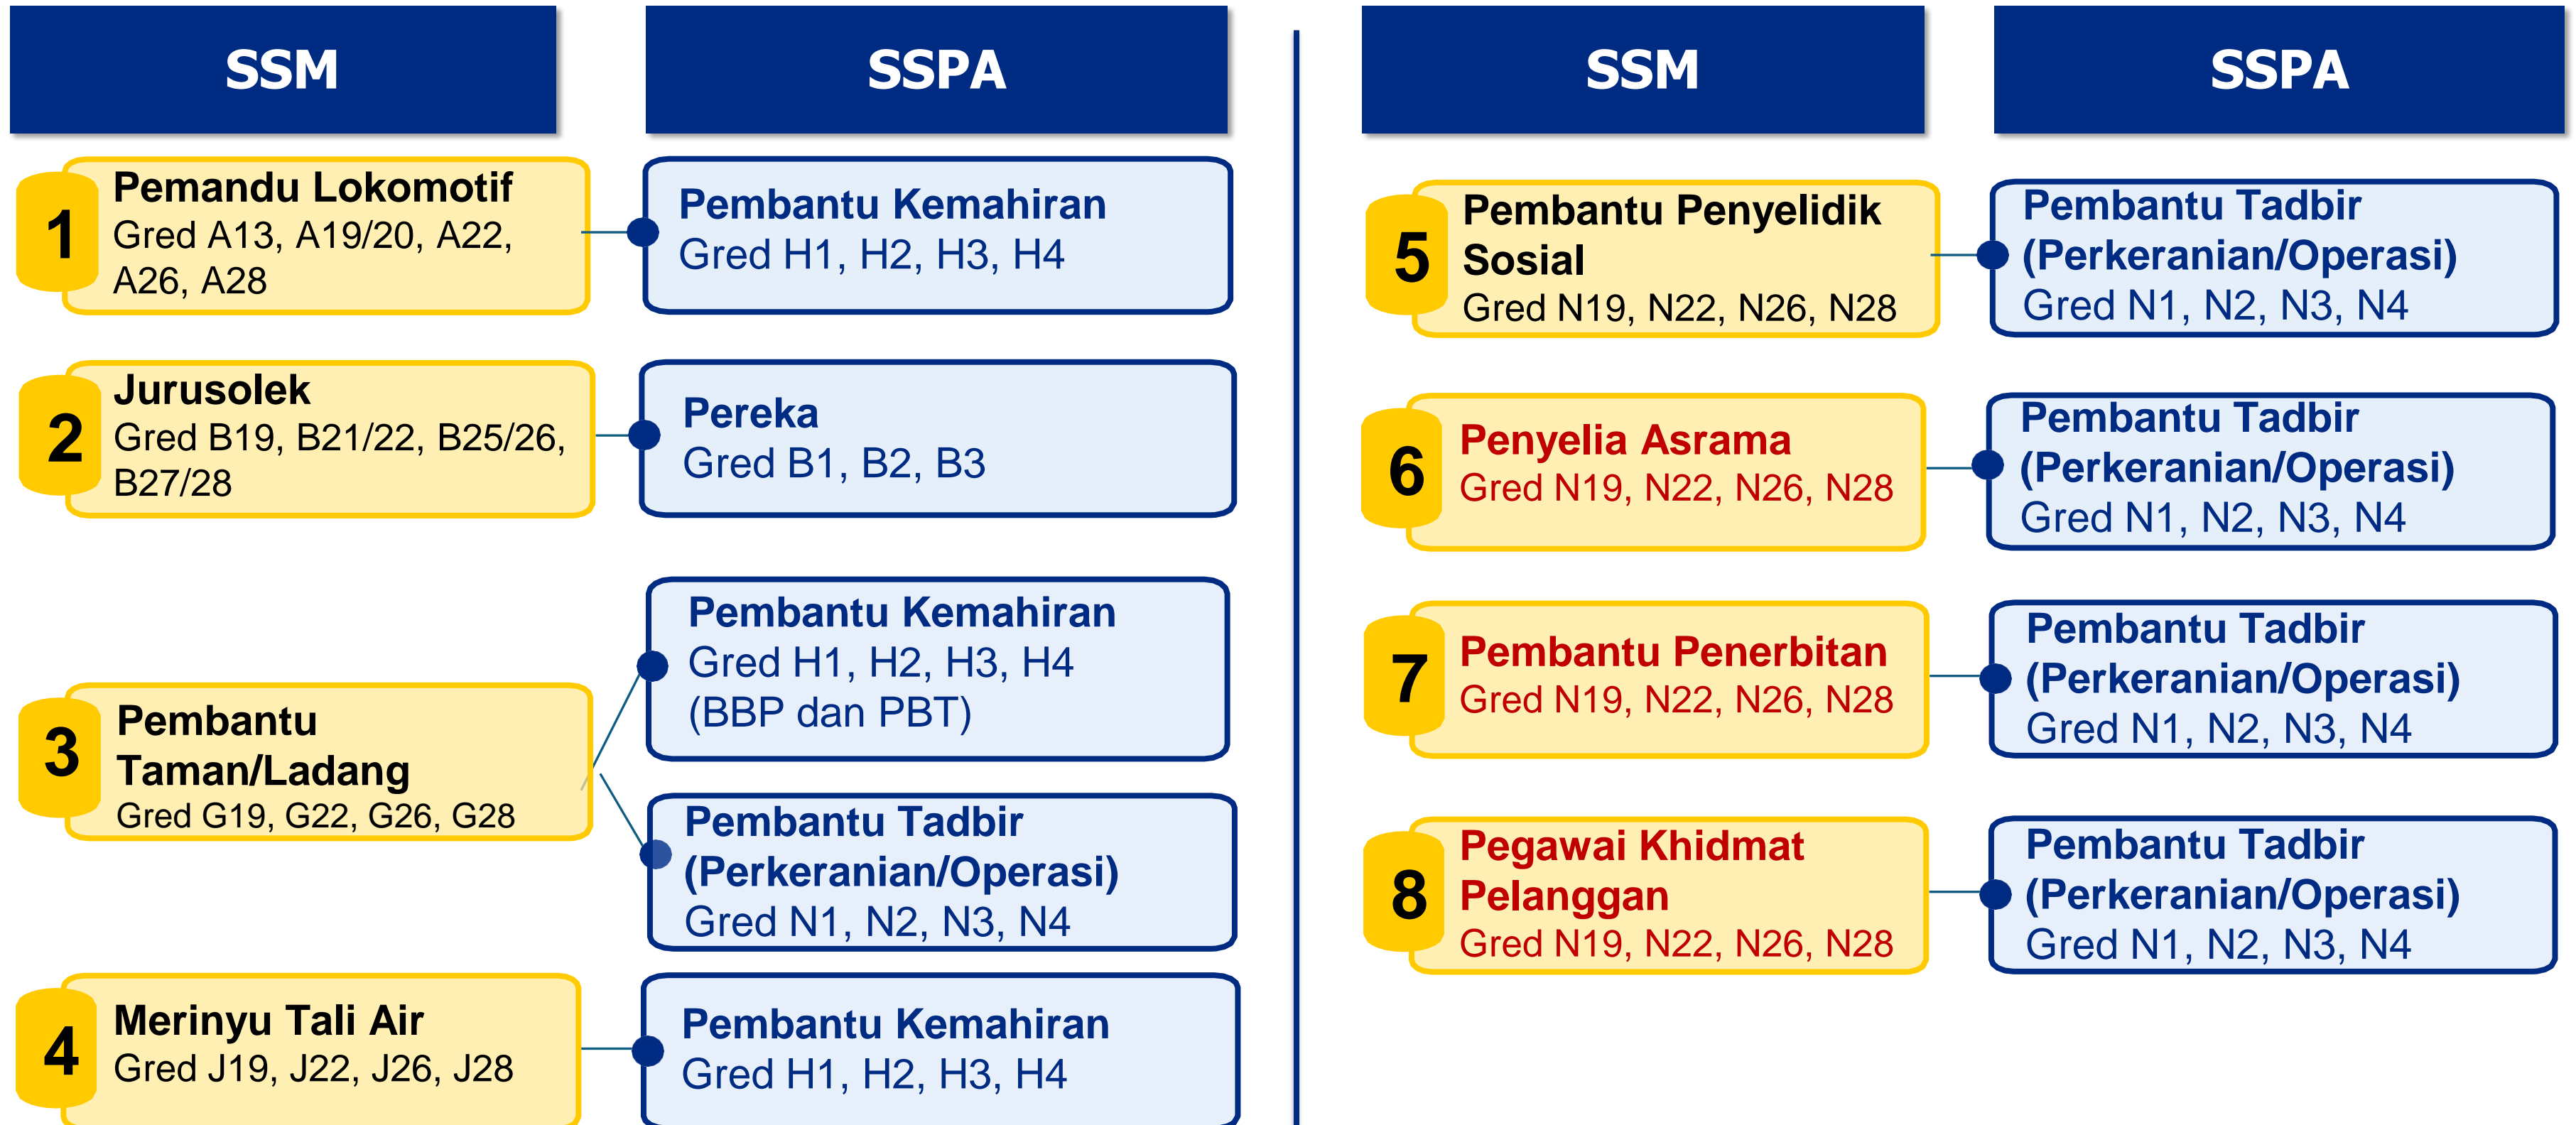 SSM
SSPA
1
Pemandu Lokomotif
Gred A13, A19/20, A22,
A26, A28
Pembantu Kemahiran
Gred H1, H2, H3, H4
2
Jurusolek
Gred B19, B21/22, B25/26,
B27/28
Pereka
Gred B1, B2, B3
3
Pembantu
Taman/Ladang
Gred G19, G22, G26, G28
Pembantu Kemahiran
Gred H1, H2, H3, H4
(BBP dan PBT)
Pembantu Tadbir
(Perkeranian/Operasi)
Gred N1, N2, N3, N4
4
Merinyu Tali Air
Gred J19, J22, J26, J28
Pembantu Kemahiran
Gred H1, H2, H3, H4
SSM
SSPA
5
Pembantu Penyelidik
Sosial
Gred N19, N22, N26, N28
Pembantu Tadbir
(Perkeranian/Operasi)
Gred N1, N2, N3, N4
6
Penyelia Asrama
Gred N19, N22, N26, N28
Pembantu Tadbir
(Perkeranian/Operasi)
Gred N1, N2, N3, N4
7
Pembantu Penerbitan
Gred N19, N22, N26, N28
Pembantu Tadbir
(Perkeranian/Operasi)
Gred N1, N2, N3, N4
8
Pegawai Khidmat
Pelanggan
Gred N19, N22, N26, N28
Pembantu Tadbir
(Perkeranian/Operasi)
Gred N1, N2, N3, N4